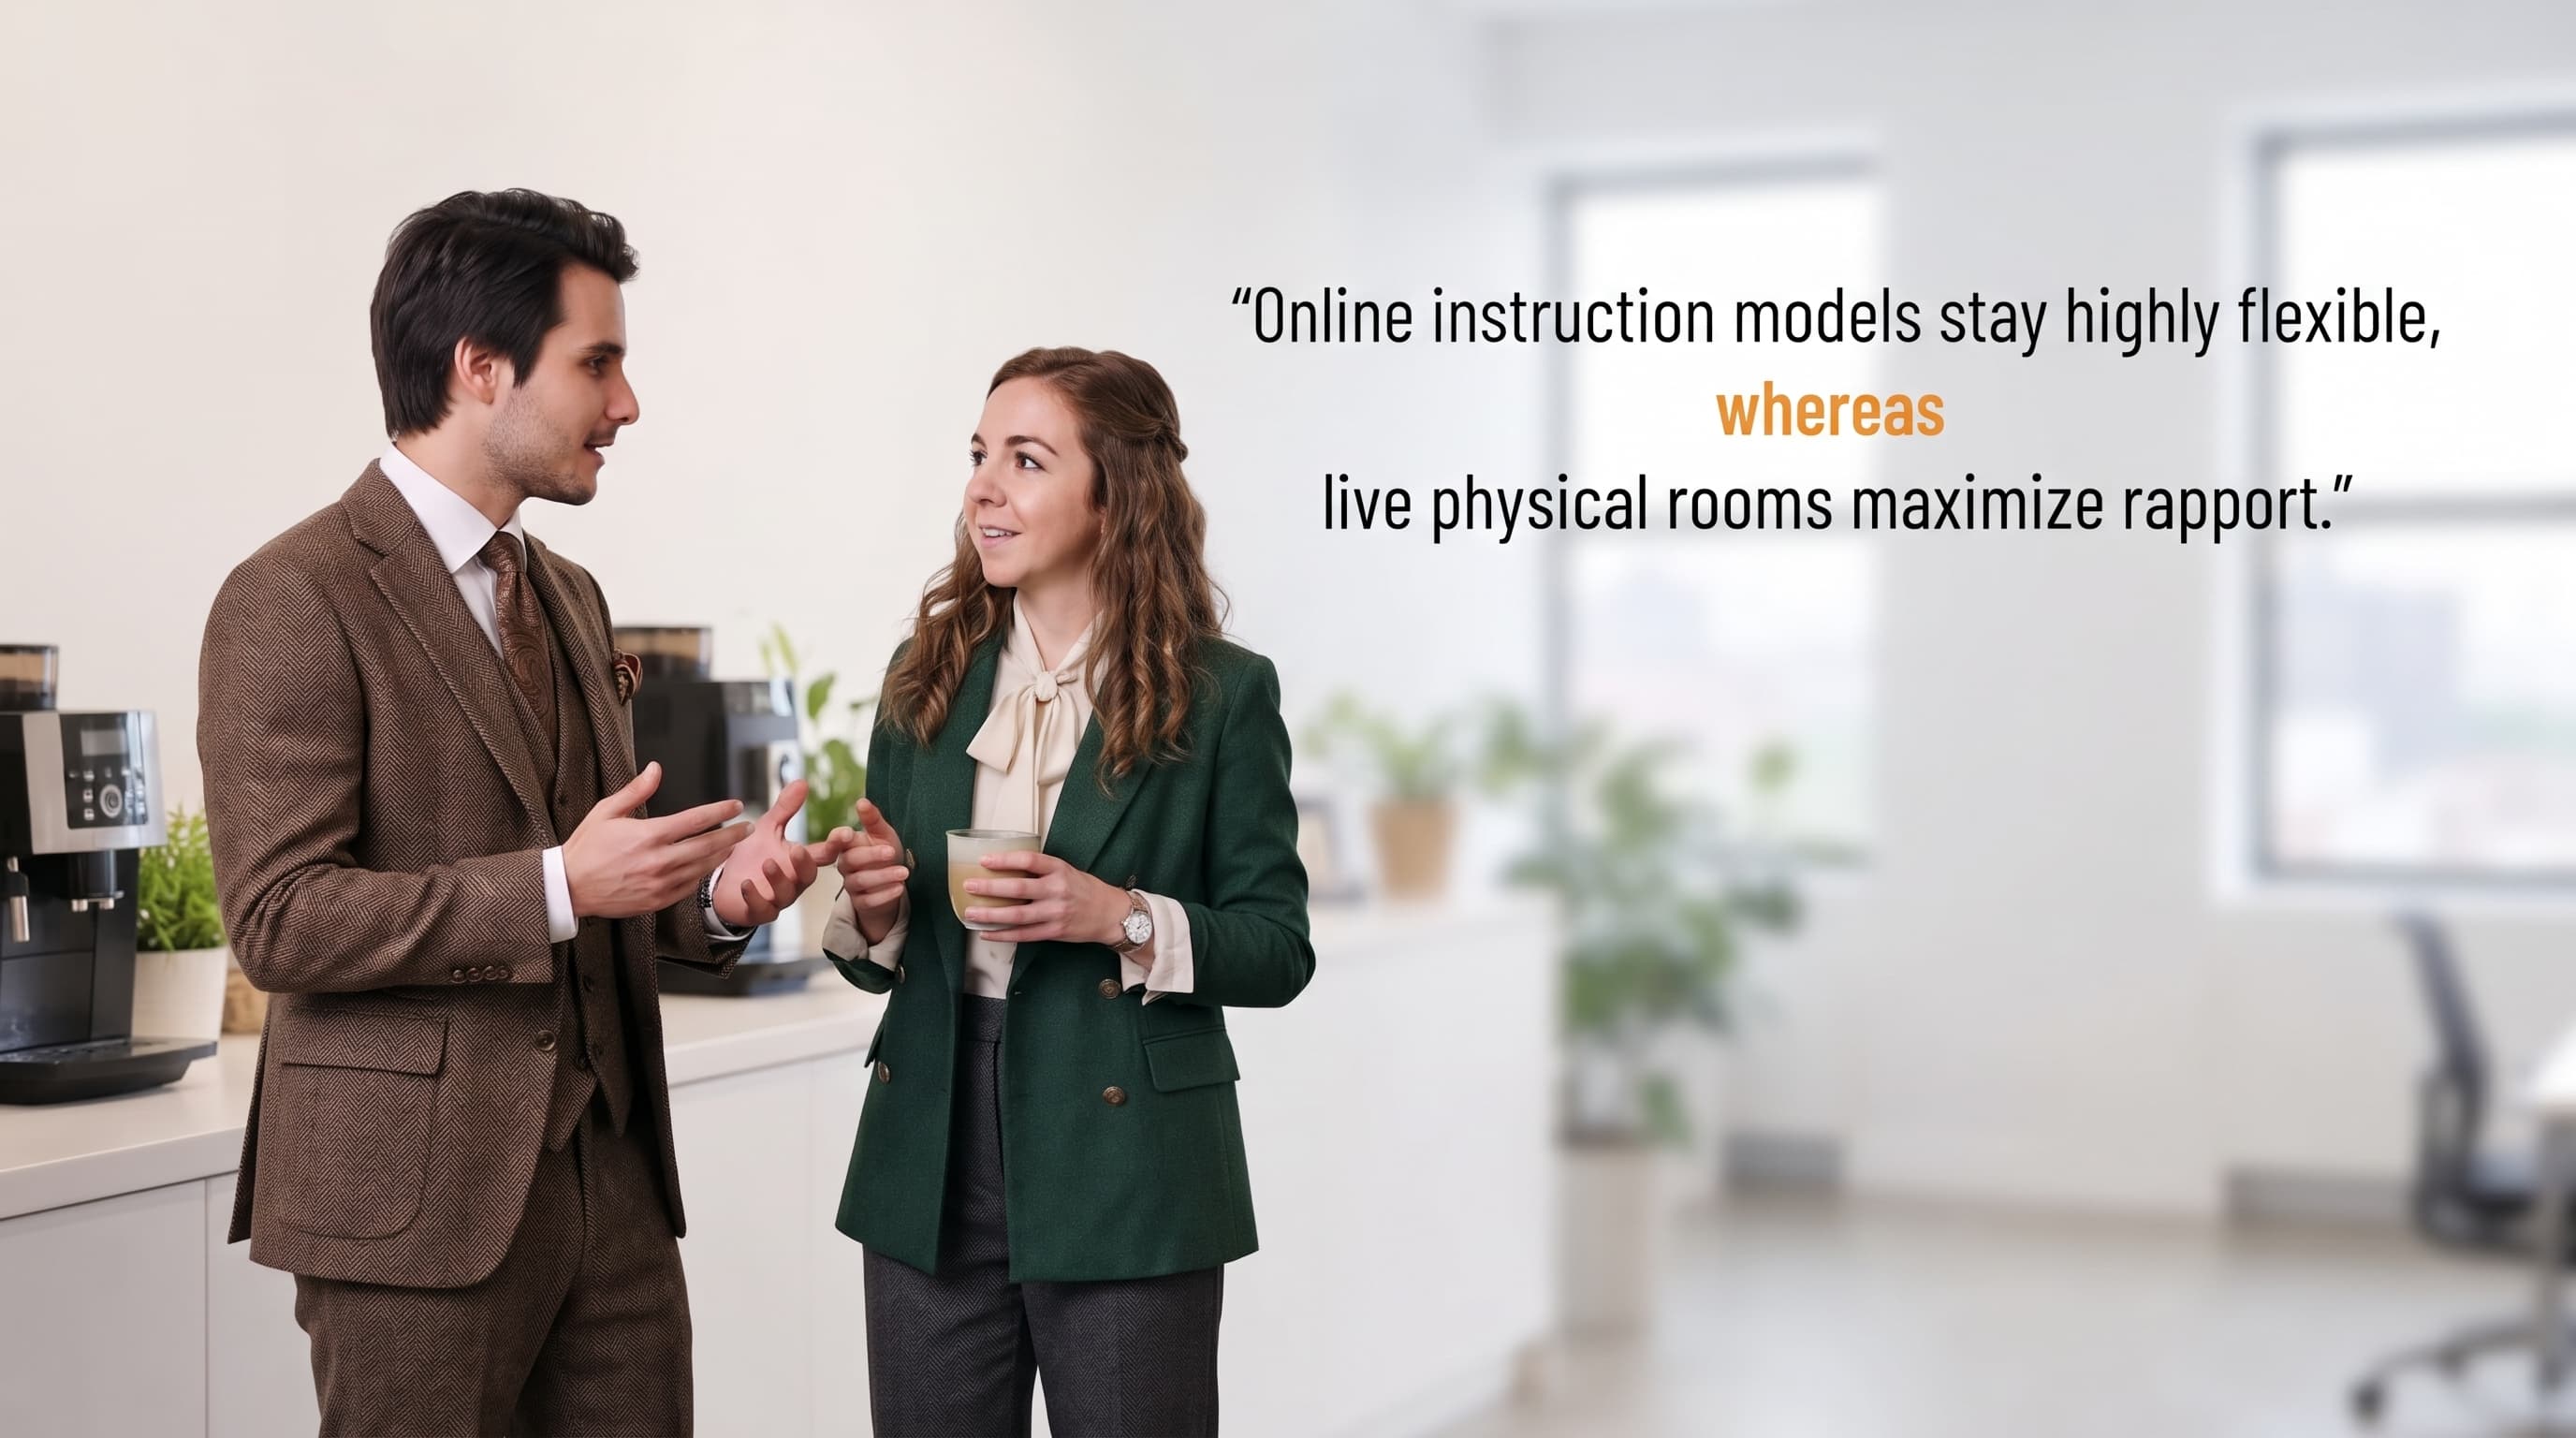 “Online instruction models stay highly flexible,
whereas
live physical rooms maximize rapport.”